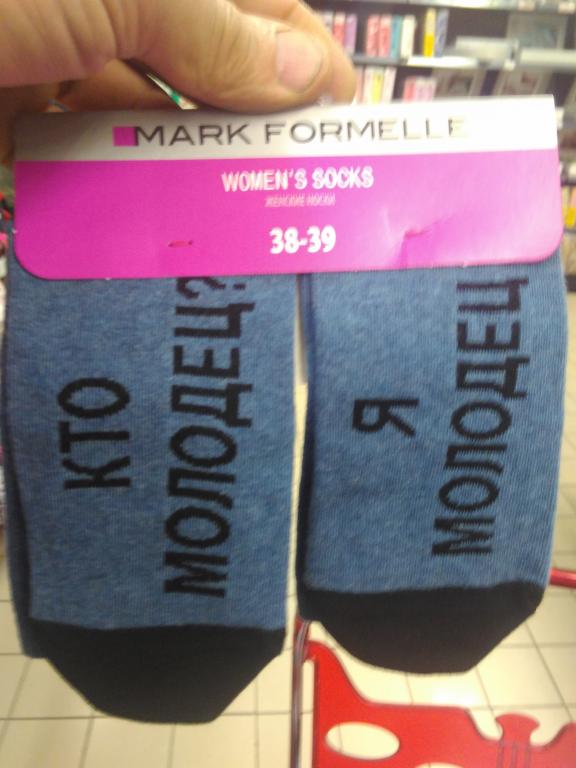 MARK FORMELLE
WOMEN'S SOCKS
ЖЕНСКИЕ НОСКИ
38-39
КТО
МОЛОДЕЦ?
Я
МОЛОДЕЦ